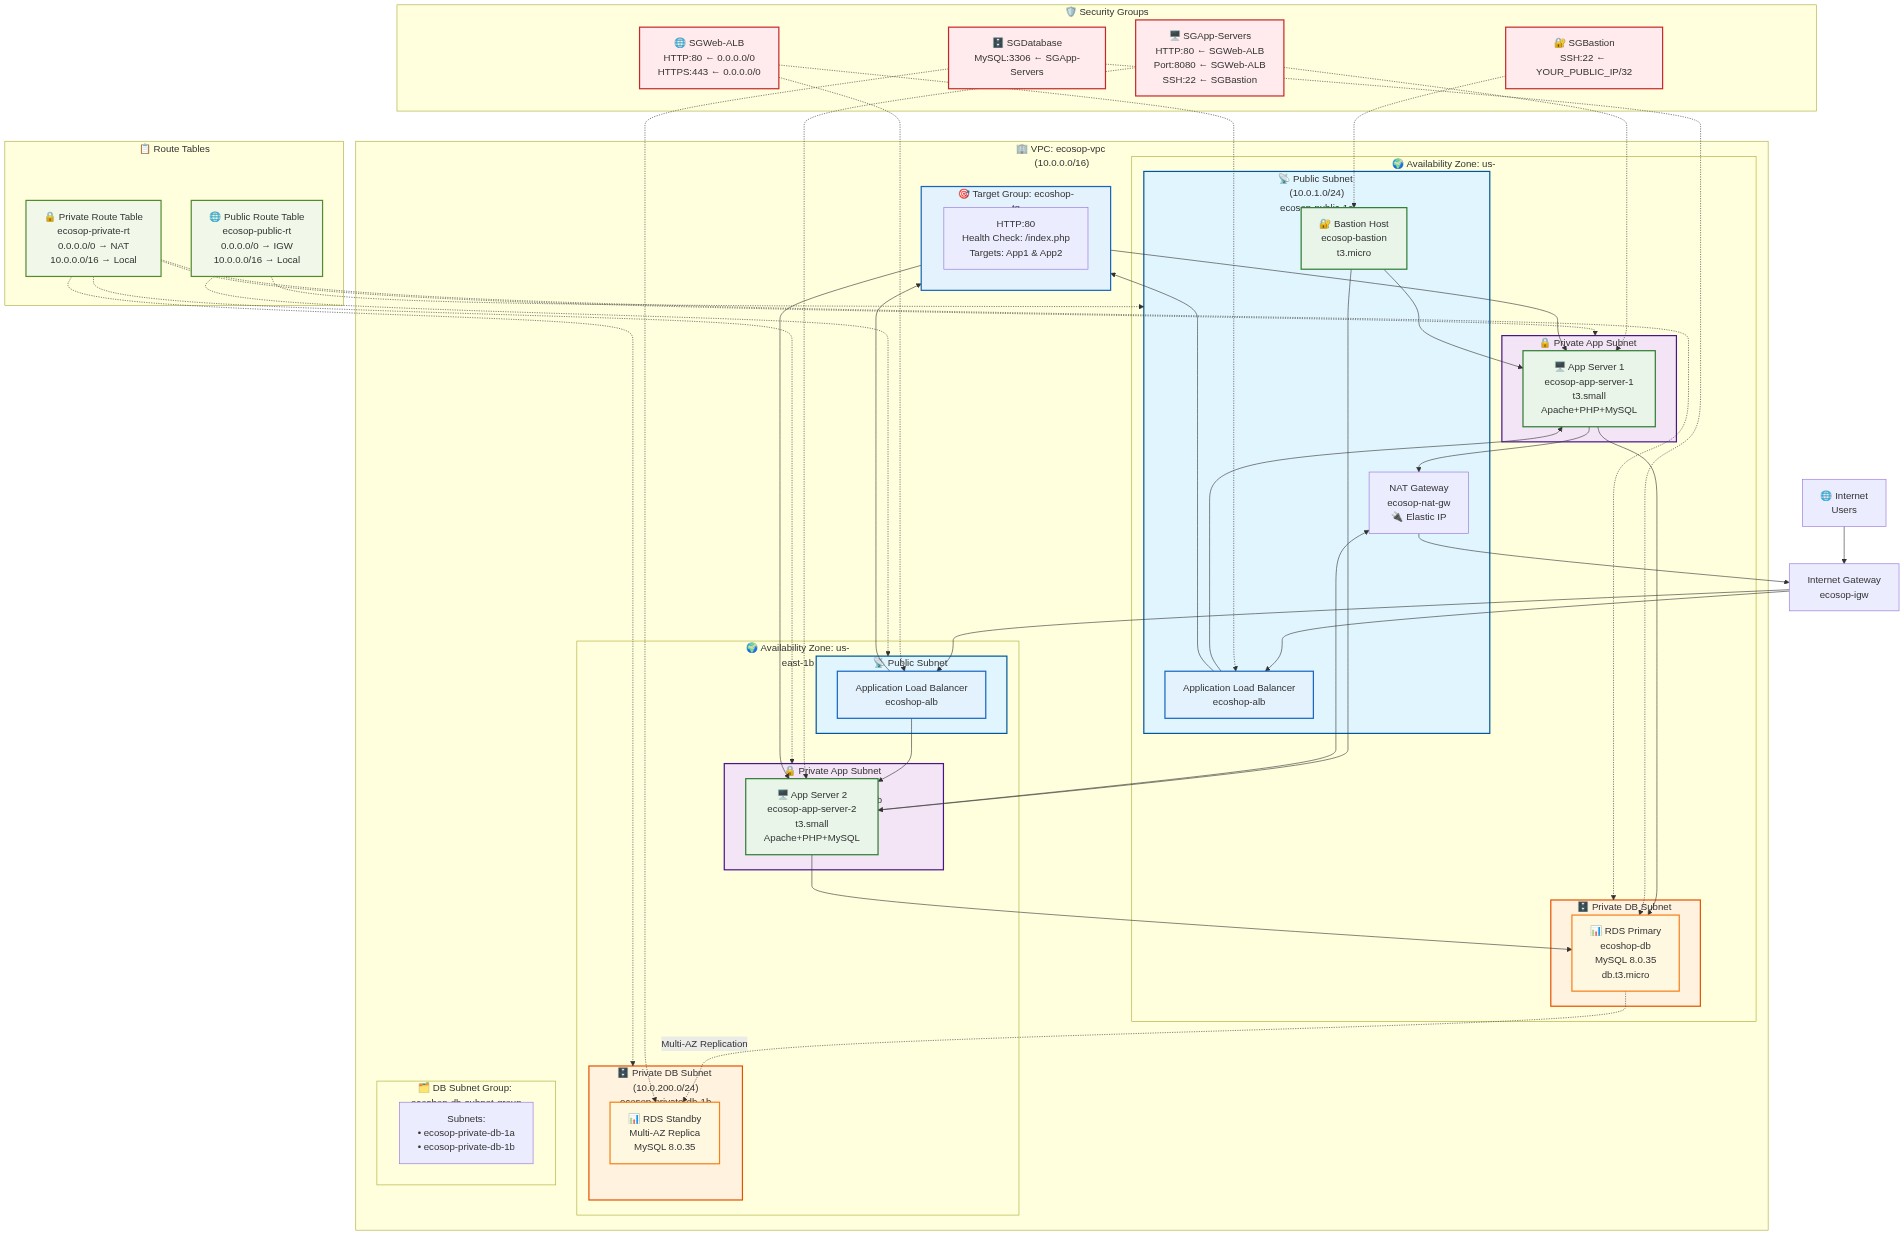 🛡️ Security Groups
🌐 SGWeb-ALB
HTTP:80 ← 0.0.0.0/0
HTTPS:443 ← 0.0.0.0/0
🗄️ SGDatabase
MySQL:3306 ← SGApp-
Servers
🖥️ SGApp-Servers
HTTP:80 ← SGWeb-ALB
Port:8080 ← SGWeb-ALB
SSH:22 ← SGBastion
🔐 SGBastion
SSH:22 ←
YOUR_PUBLIC_IP/32
📋 Route Tables
🔒 Private Route Table
ecosop-private-rt
0.0.0.0/0 → NAT
10.0.0.0/16 → Local
🌐 Public Route Table
ecosop-public-rt
0.0.0.0/0 → IGW
10.0.0.0/16 → Local
🏢 VPC: ecosop-vpc
(10.0.0.0/16)
🎯 Target Group: ecoshop-
HTTP:80
Health Check: /index.php
Targets: App1 & App2
🌍 Availability Zone: us-
📡 Public Subnet
(10.0.1.0/24)
ecosop-public-1a
🔐 Bastion Host
ecosop-bastion
t3.micro
🔒 Private App Subnet
🖥️ App Server 1
ecosop-app-server-1
t3.small
Apache+PHP+MySQL
NAT Gateway
ecosop-nat-gw
🔌 Elastic IP
🌐 Internet
Users
Internet Gateway
ecosop-igw
Application Load Balancer
ecoshop-alb
🌍 Availability Zone: us-
east-1b
📡 Public Subnet
Application Load Balancer
ecoshop-alb
🔒 Private App Subnet
🖥️ App Server 2
ecosop-app-server-2
t3.small
Apache+PHP+MySQL
🗄️ Private DB Subnet
📊 RDS Primary
ecoshop-db
MySQL 8.0.35
db.t3.micro
Multi-AZ Replication
🗄️ Private DB Subnet
(10.0.200.0/24)
ecosop-private-db-1b
📊 RDS Standby
Multi-AZ Replica
MySQL 8.0.35
🗂️ DB Subnet Group:
ecoshop-db-subnet-group
Subnets:
• ecosop-private-db-1a
• ecosop-private-db-1b